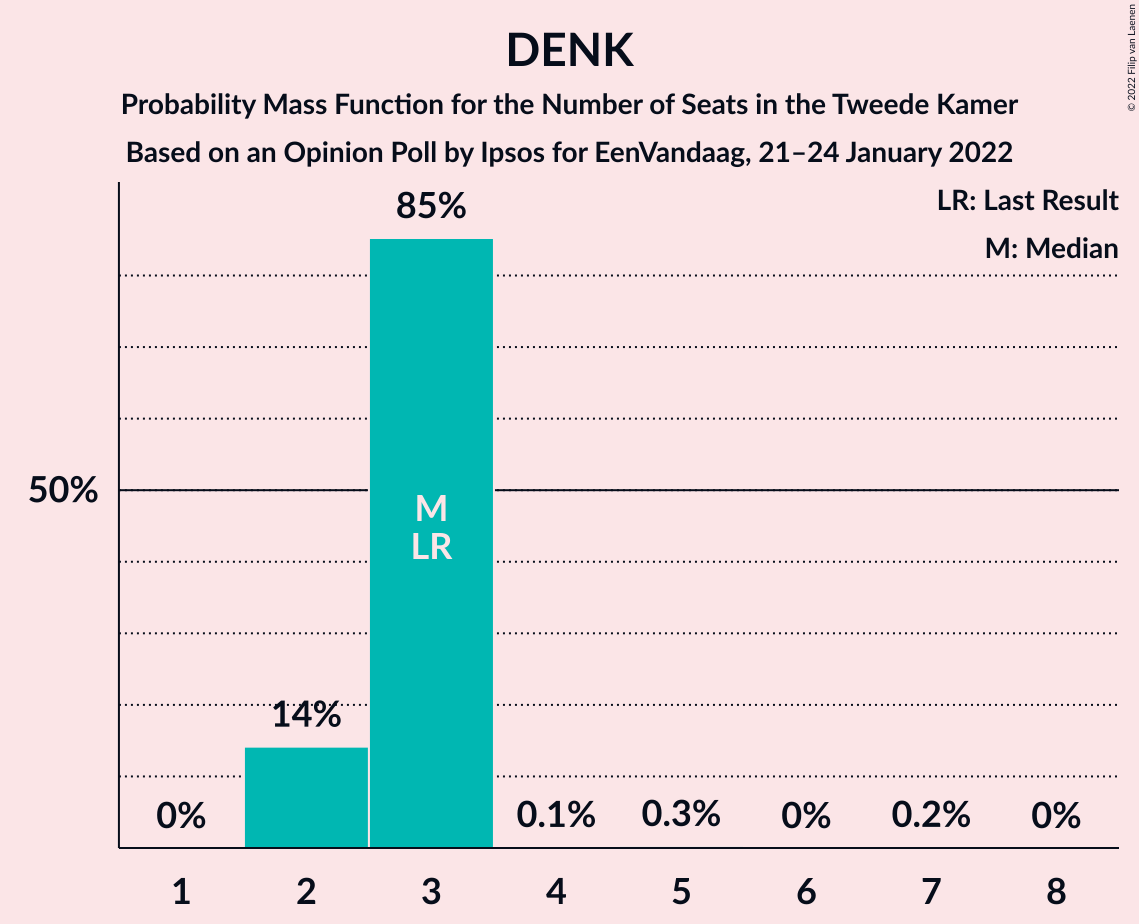 DENK
Probability Mass Function for the Number of Seats in the Tweede Kamer
Based on an Opinion Poll by Ipsos for EenVandaag, 21–24 January 2022
© 2022 Filip van Laenen
LR: Last Result
M: Median
85%
50%
M
LR
14%
0%
0.1%
0.3%
0%
0.2%
0%
1 2 3 4 5 6 7 8